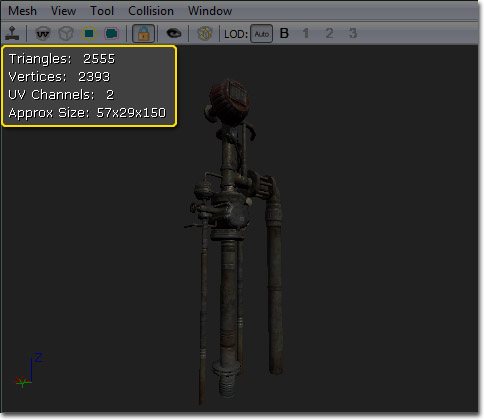 Mesh View Tool Collision Window
LOD: Auto B 1 2 3
Triangles: 2555
Vertices: 2393
UV Channels: 2
Approx Size: 57x29x150
Z